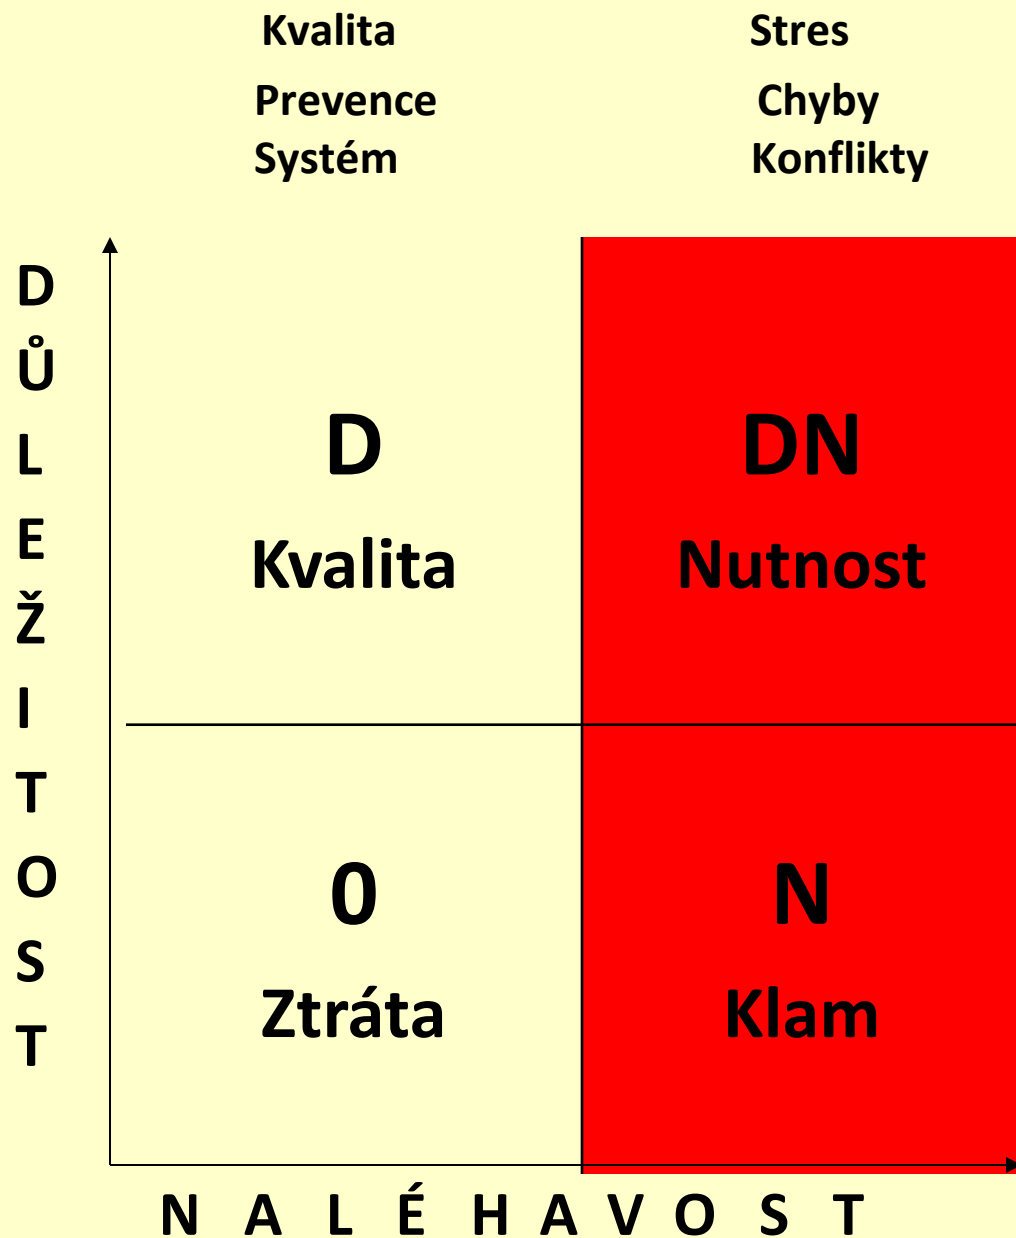 Kvalita Stres
Prevence Chyby
Systém Konflikty
DŮLEŽITOST
D DN
Kvalita Nutnost
0 N
Ztráta Klam
NALÉHAVOST